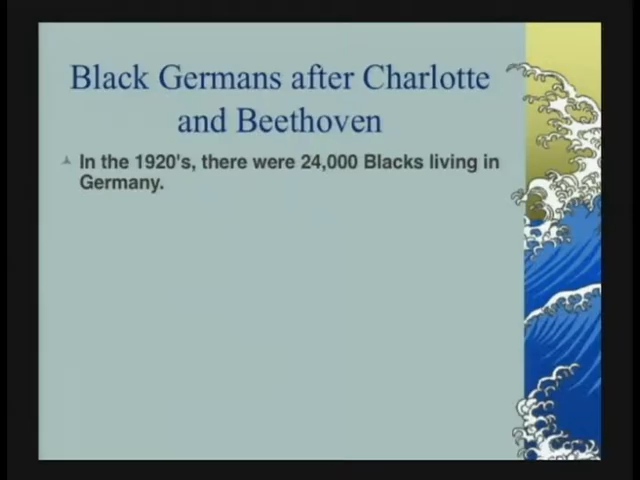 Black Germans after Charlotte
and Beethoven
In the 1920's, there were 24,000 Blacks living in
Germany.